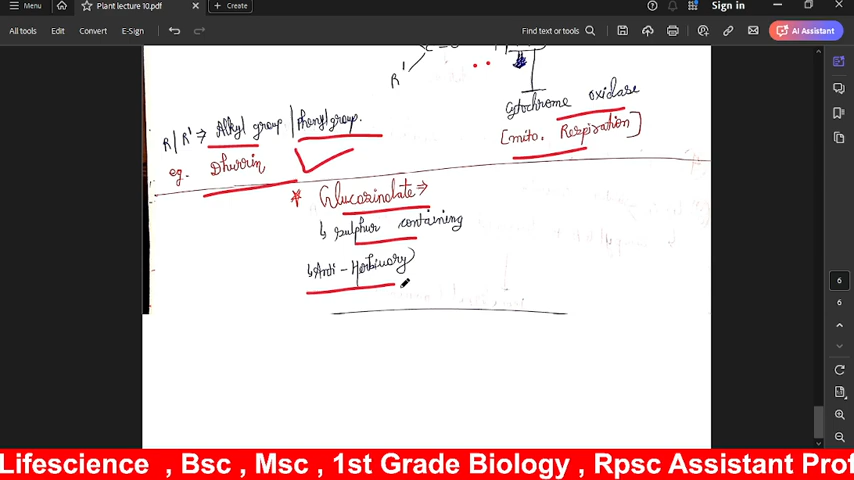 Menu
Plant lecture 10.pdf
Create
Sign in
All tools
Edit
Convert
E-Sign
Find text or tools
AI Assistant
R'
Cytochrome oxidase
[mito. Respiration]
R/R' ⇒ Alkyl group | Phenyl group.
eg. Dhurrin
* Glucosinolate ⇒
↳ sulphur containing
↳ Anti - Herbivary
6
6
Lifescience , Bsc , Msc , 1st Grade Biology , Rpsc Assistant Prof